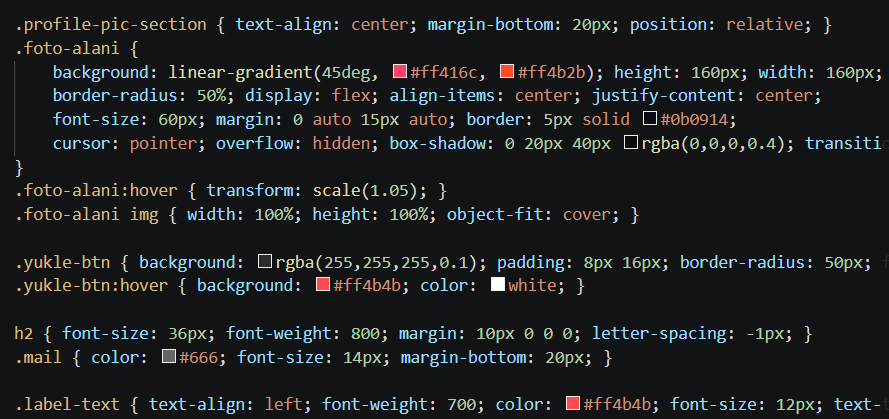 .profile-pic-section { text-align: center; margin-bottom: 20px; position: relative; }
.foto-alani {
background: linear-gradient(45deg, #ff416c, #ff4b2b); height: 160px; width: 160px;
border-radius: 50%; display: flex; align-items: center; justify-content: center;
font-size: 60px; margin: 0 auto 15px auto; border: 5px solid #0b0914;
cursor: pointer; overflow: hidden; box-shadow: 0 20px 40px rgba(0,0,0,0.4);
}
.foto-alani:hover { transform: scale(1.05); }
.foto-alani img { width: 100%; height: 100%; object-fit: cover; }
.yukle-btn { background: rgba(255,255,255,0.1); padding: 8px 16px; border-radius: 50px;
.yukle-btn:hover { background: #ff4b4b; color: white; }
h2 { font-size: 36px; font-weight: 800; margin: 10px 0 0 0; letter-spacing: -1px; }
.mail { color: #666; font-size: 14px; margin-bottom: 20px; }
.label-text { text-align: left; font-weight: 700; color: #ff4b4b; font-size: 12px; text-